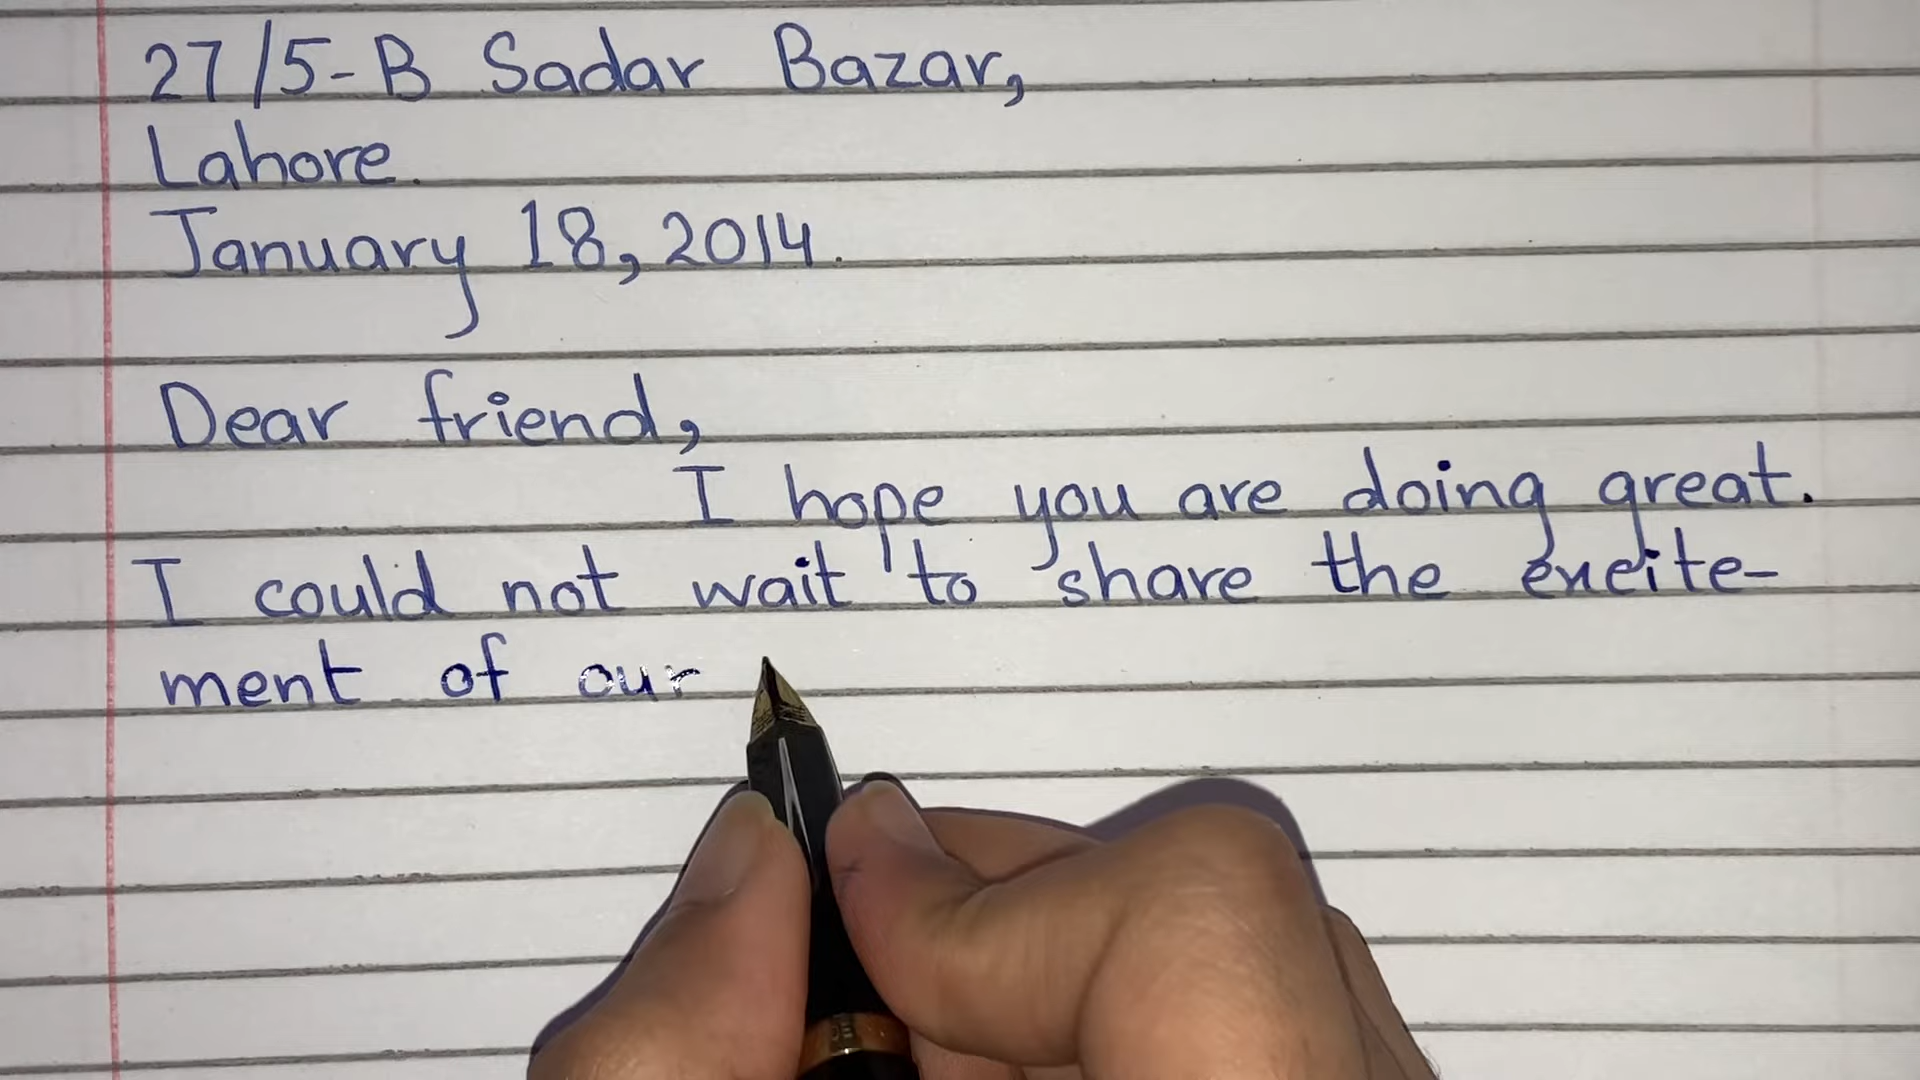 27/5-B Sadar Bazar,
Lahore.
January 18, 2014.
Dear friend,
I hope you are doing great.
I could not wait to share the excite-
ment of our